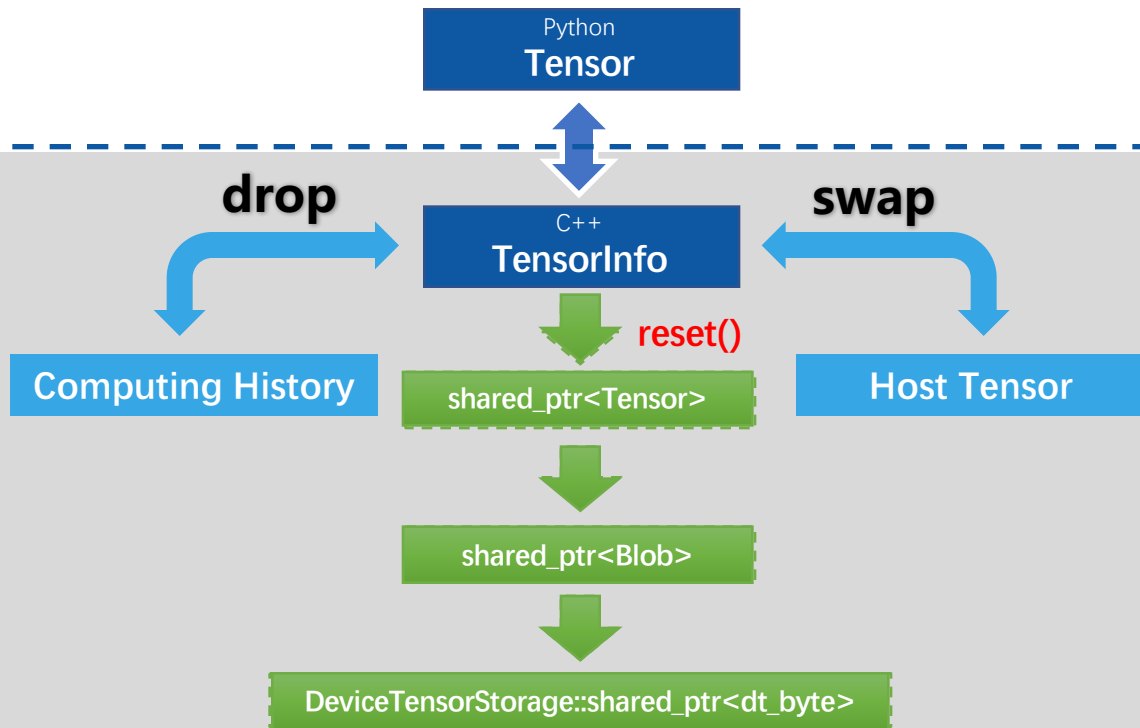 Python
Tensor
drop
swap
C++
TensorInfo
reset()
Computing History
shared_ptr<Tensor>
Host Tensor
shared_ptr<Blob>
DeviceTensorStorage::shared_ptr<dt_byte>